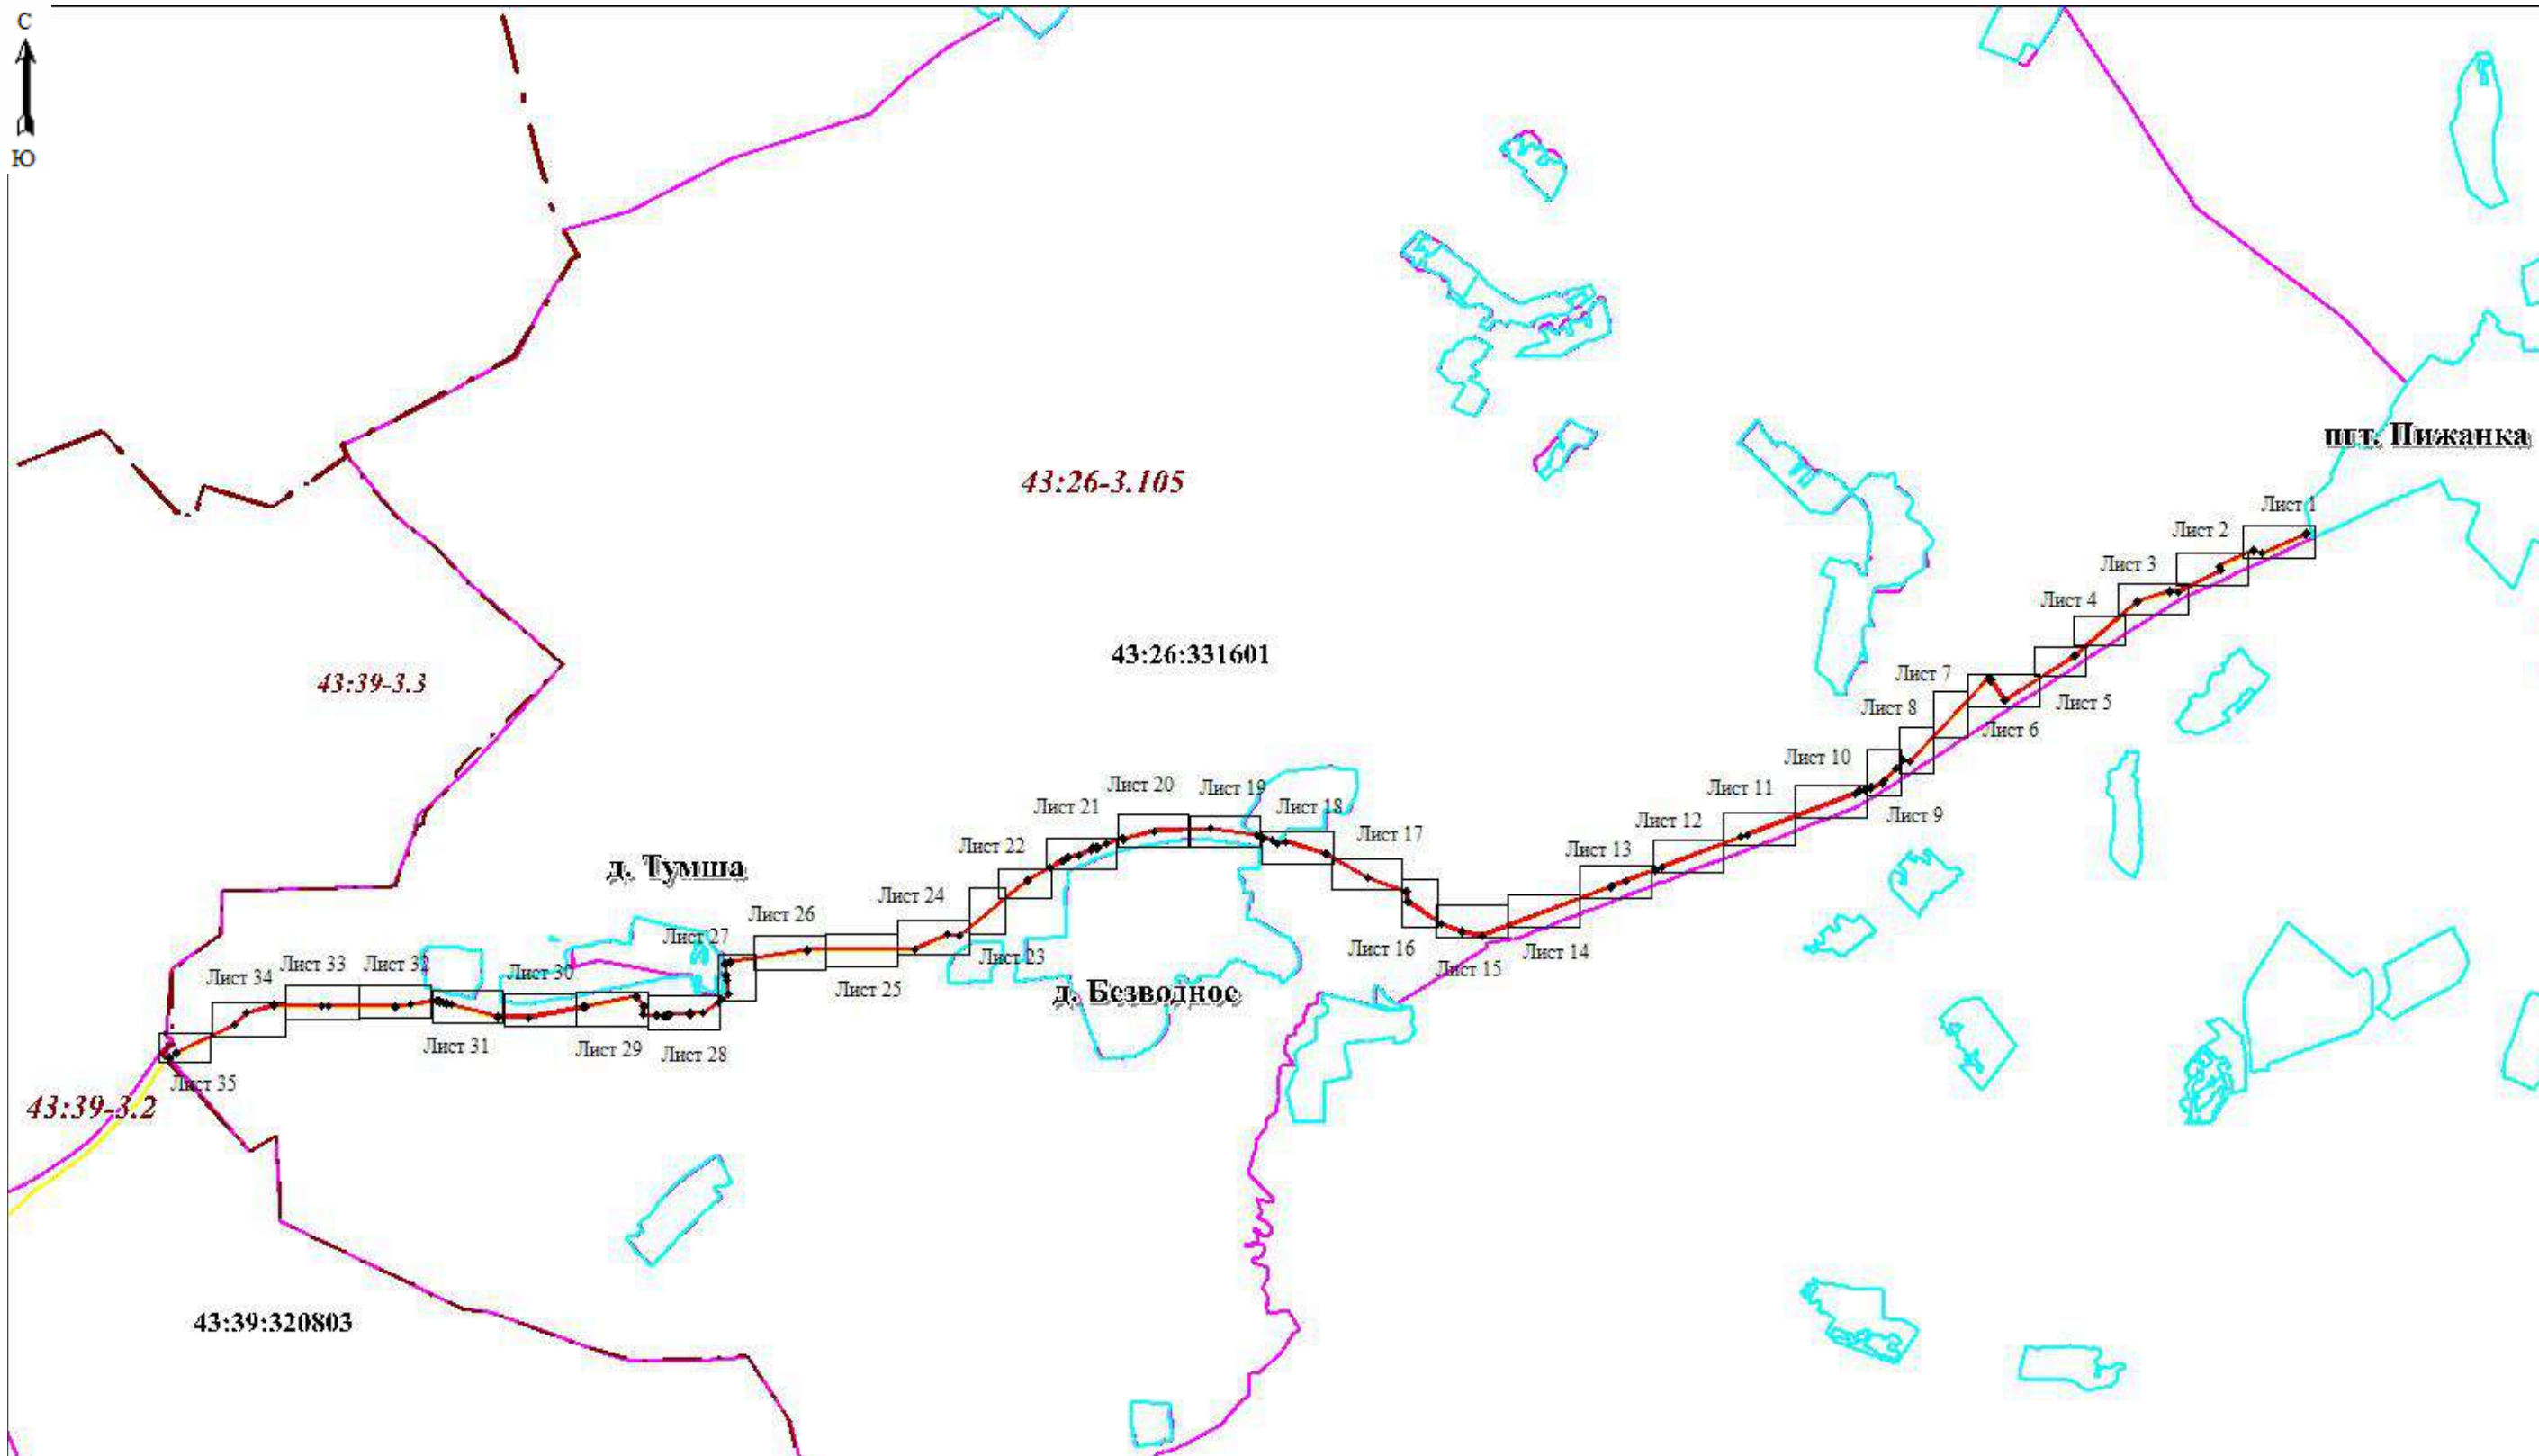 С
Ю
пгт. Пижанка
43:26-3.105
Лист 1
Лист 2
Лист 3
Лист 4
43:26:331601
Лист 7
43:39-3.3
Лист 5
Лист 8
Лист 6
Лист 10
Лист 11
Лист 9
Лист 20
Лист 19
Лист 21
Лист 18
Лист 12
Лист 17
Лист 22
д. Тумша
Лист 13
Лист 24
Лист 26
Лист 27
Лист 23
Лист 16
Лист 15
Лист 14
Лист 34
Лист 33
Лист 32
Лист 30
Лист 25
д. Безводное
Лист 31
Лист 29
Лист 28
Лист 35
43:39-3.2
43:39:320803